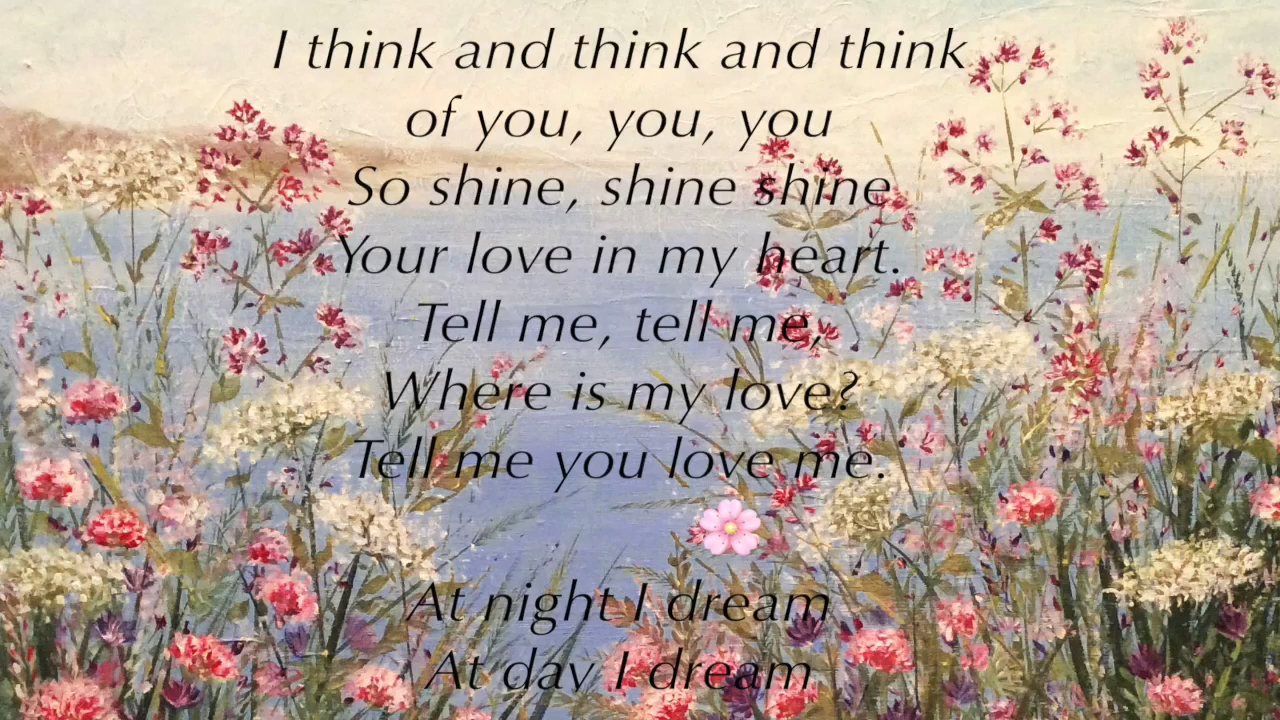 I think and think and think
of you, you, you
So shine, shine shine
Your love in my heart.
Tell me, tell me,
Where is my love?
Tell me you love me.
At night I dream
At day I dream